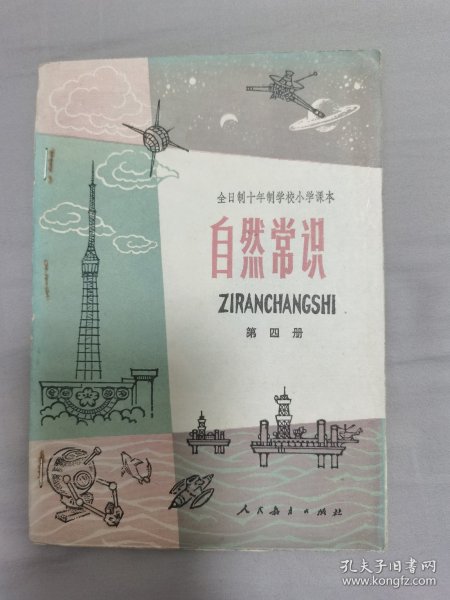 全日制十年制学校小学课本
自然常识
ZIRANCHANGSHI
第四册
人民教育出版社
孔夫子旧书网
www.kongfz.com